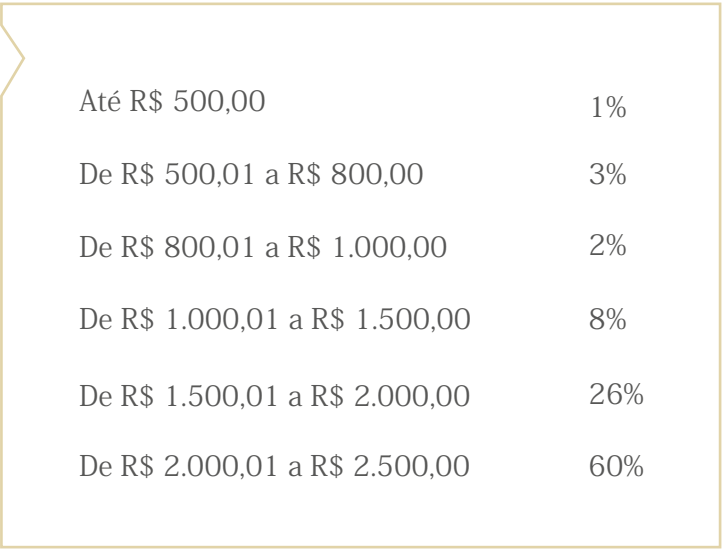 Até R$ 500,00 1%
De R$ 500,01 a R$ 800,00 3%
De R$ 800,01 a R$ 1.000,00 2%
De R$ 1.000,01 a R$ 1.500,00 8%
De R$ 1.500,01 a R$ 2.000,00 26%
De R$ 2.000,01 a R$ 2.500,00 60%